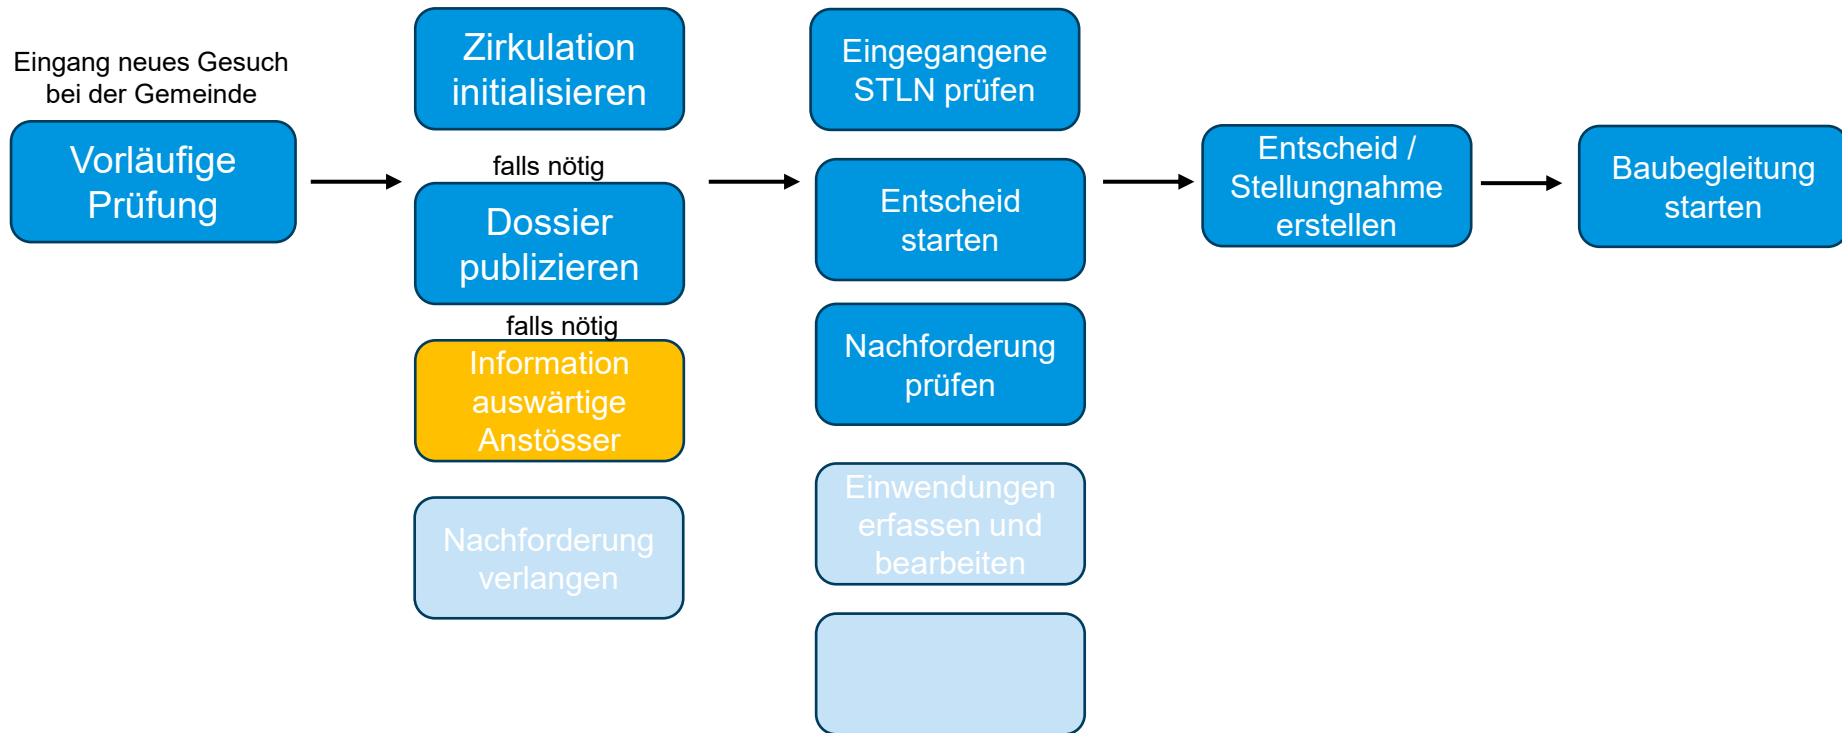 Eingang neues Gesuch
bei der Gemeinde
Vorläufige
Prüfung
Zirkulation
initialisieren
falls nötig
Dossier
publizieren
falls nötig
Information
auswärtige
Anstösser
Nachforderung
verlangen
Eingegangene
STLN prüfen
Entscheid
starten
Nachforderung
prüfen
Einwendungen
erfassen und
bearbeiten
Entscheid /
Stellungnahme
erstellen
Baubegleitung
starten